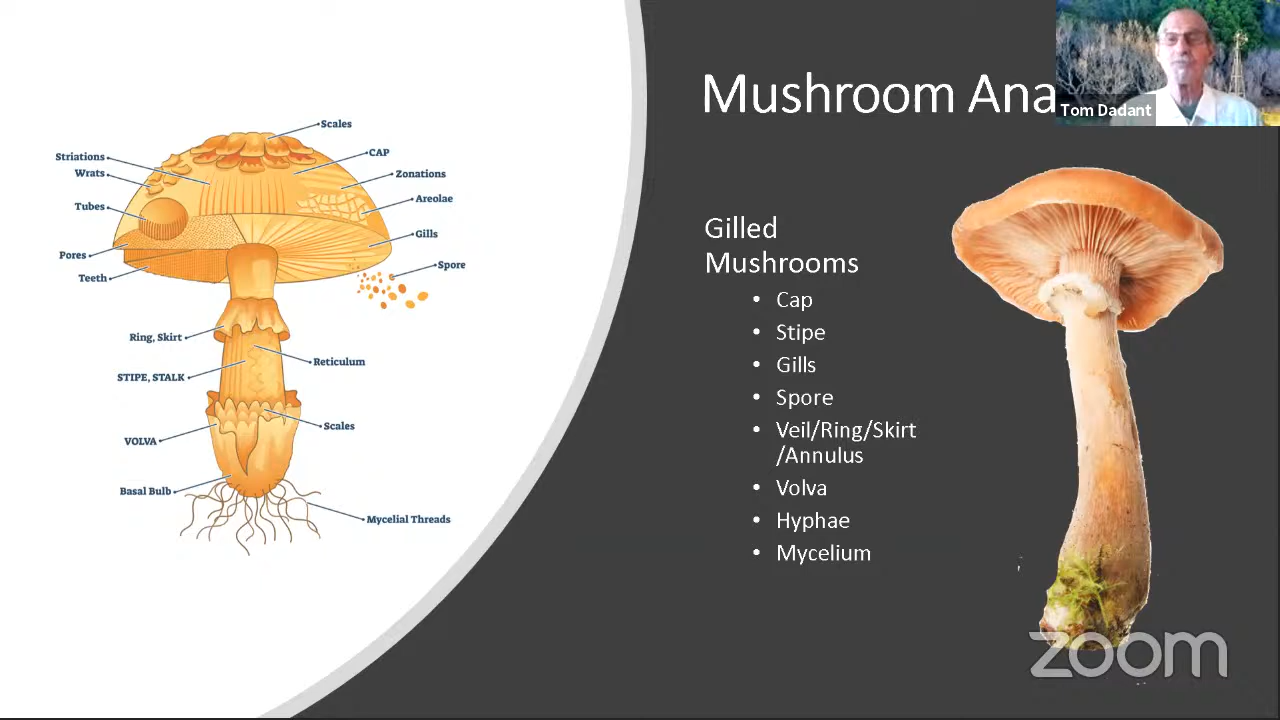 Mushroom Ana
Tom Dadant
Scales
CAP
Striations
Zonations
Wrats
Areolae
Tubes
Gills
Pores
Spore
Teeth
Ring, Skirt
Reticulum
STIPE, STALK
Scales
VOLVA
Basal Bulb
Mycelial Threads
Gilled
Mushrooms
• Cap
• Stipe
• Gills
• Spore
• Veil/Ring/Skirt
/Annulus
• Volva
• Hyphae
• Mycelium
zoom